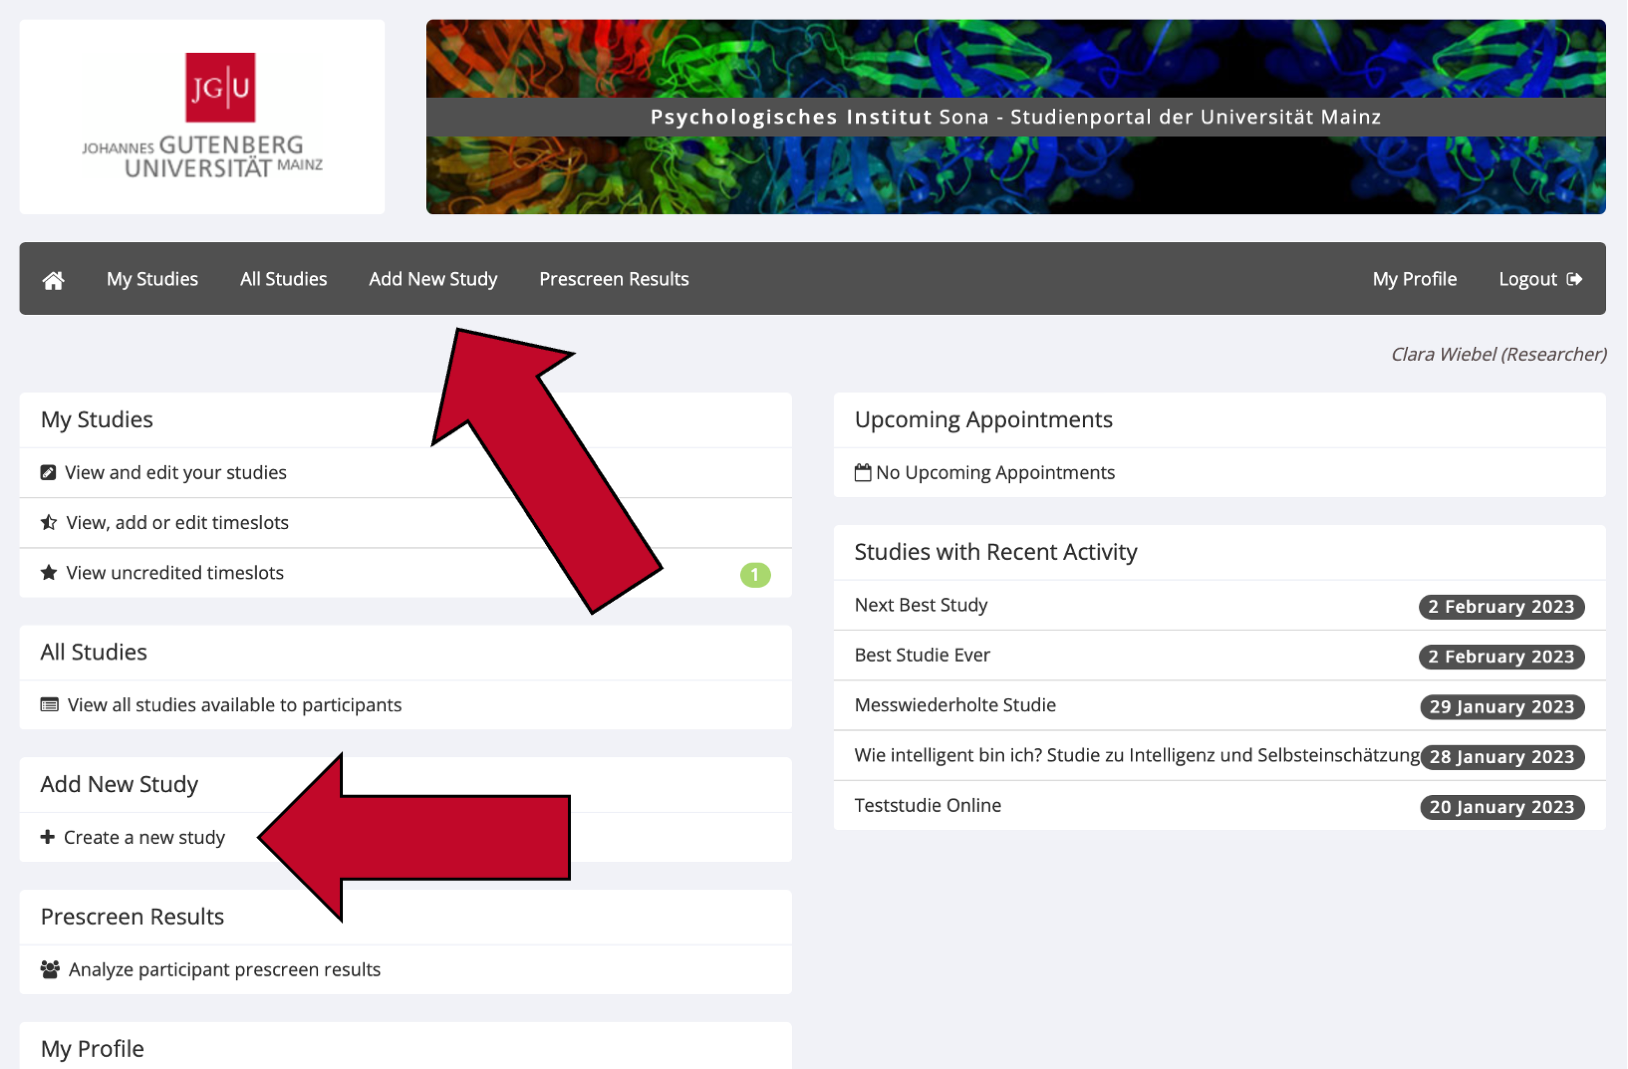 JG|U
JOHANNES GUTENBERG
UNIVERSITÄT MAINZ
Psychologisches Institut Sona - Studienportal der Universität Mainz
My Studies All Studies Add New Study Prescreen Results My Profile Logout
Clara Wiebel (Researcher)
My Studies
View and edit your studies
View, add or edit timeslots
View uncredited timeslots 1
All Studies
View all studies available to participants
Add New Study
Create a new study
Prescreen Results
Analyze participant prescreen results
My Profile
Upcoming Appointments
No Upcoming Appointments
Studies with Recent Activity
Next Best Study 2 February 2023
Best Studie Ever 2 February 2023
Messwiederholte Studie 29 January 2023
Wie intelligent bin ich? Studie zu Intelligenz und Selbsteinschätzung 28 January 2023
Teststudie Online 20 January 2023